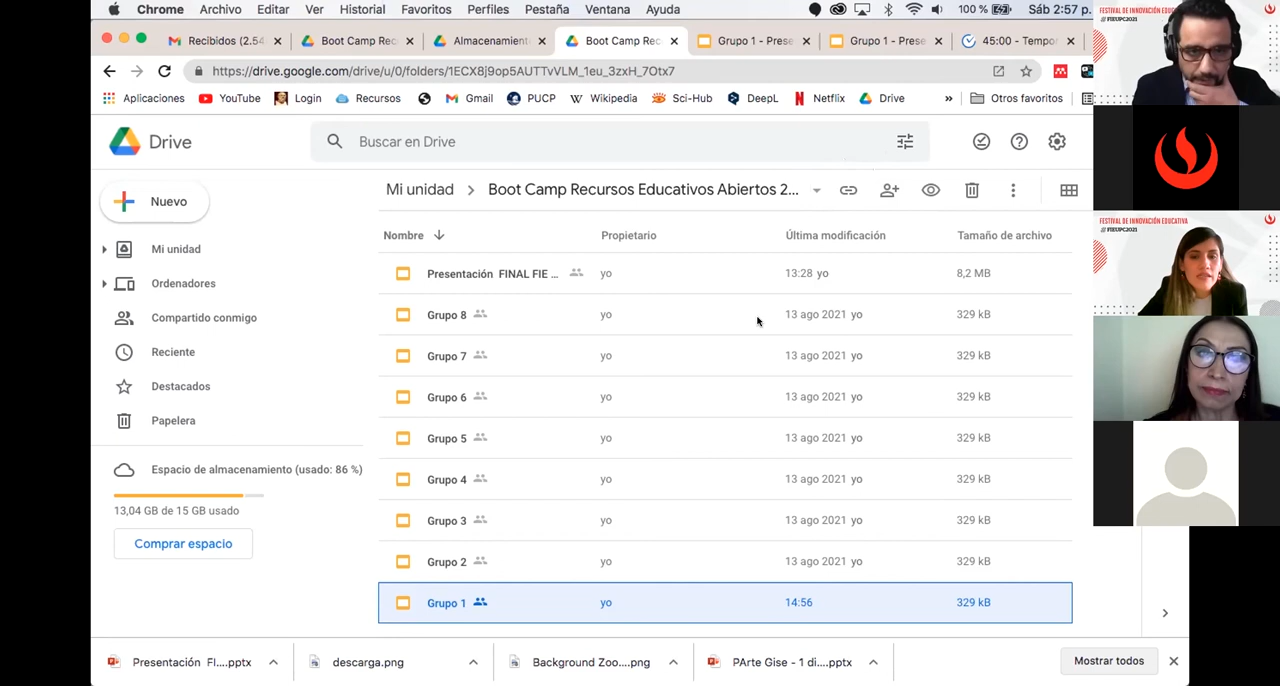 Chrome Archivo Editar Ver Historial Favoritos Perfiles Pestaña Ventana Ayuda 100 % Sáb 2:57 p.
Recibidos (2.54 Boot Camp Rec Almacenamient Boot Camp Rec Grupo 1 - Prese Grupo 1 - Prese 45:00 - Tempor
https://drive.google.com/drive/u/0/folders/1ECX8j9op5AUTTvVLM_1eu_3zxH_7Otx7
Aplicaciones YouTube Login Recursos Gmail PUCP Wikipedia Sci-Hub DeepL Netflix Drive » Otros favoritos
Drive
Buscar en Drive
Nuevo
Mi unidad
Ordenadores
Compartido conmigo
Reciente
Destacados
Papelera
Espacio de almacenamiento (usado: 86 %)
13,04 GB de 15 GB usado
Comprar espacio
Mi unidad > Boot Camp Recursos Educativos Abiertos 2...
Nombre Propietario Última modificación Tamaño de archivo
Presentación FINAL FIE ... yo 13:28 yo 8,2 MB
Grupo 8 yo 13 ago 2021 yo 329 kB
Grupo 7 yo 13 ago 2021 yo 329 kB
Grupo 6 yo 13 ago 2021 yo 329 kB
Grupo 5 yo 13 ago 2021 yo 329 kB
Grupo 4 yo 13 ago 2021 yo 329 kB
Grupo 3 yo 13 ago 2021 yo 329 kB
Grupo 2 yo 13 ago 2021 yo 329 kB
Grupo 1 yo 14:56 329 kB
Presentación FI....pptx descarga.png Background Zoo....png PArte Gise - 1 di....pptx Mostrar todos
FESTIVAL DE INNOVACIÓN EDUCATIVA
// FIEUPC2021
FESTIVAL DE INNOVACIÓN EDUCATIVA
// FIEUPC2021